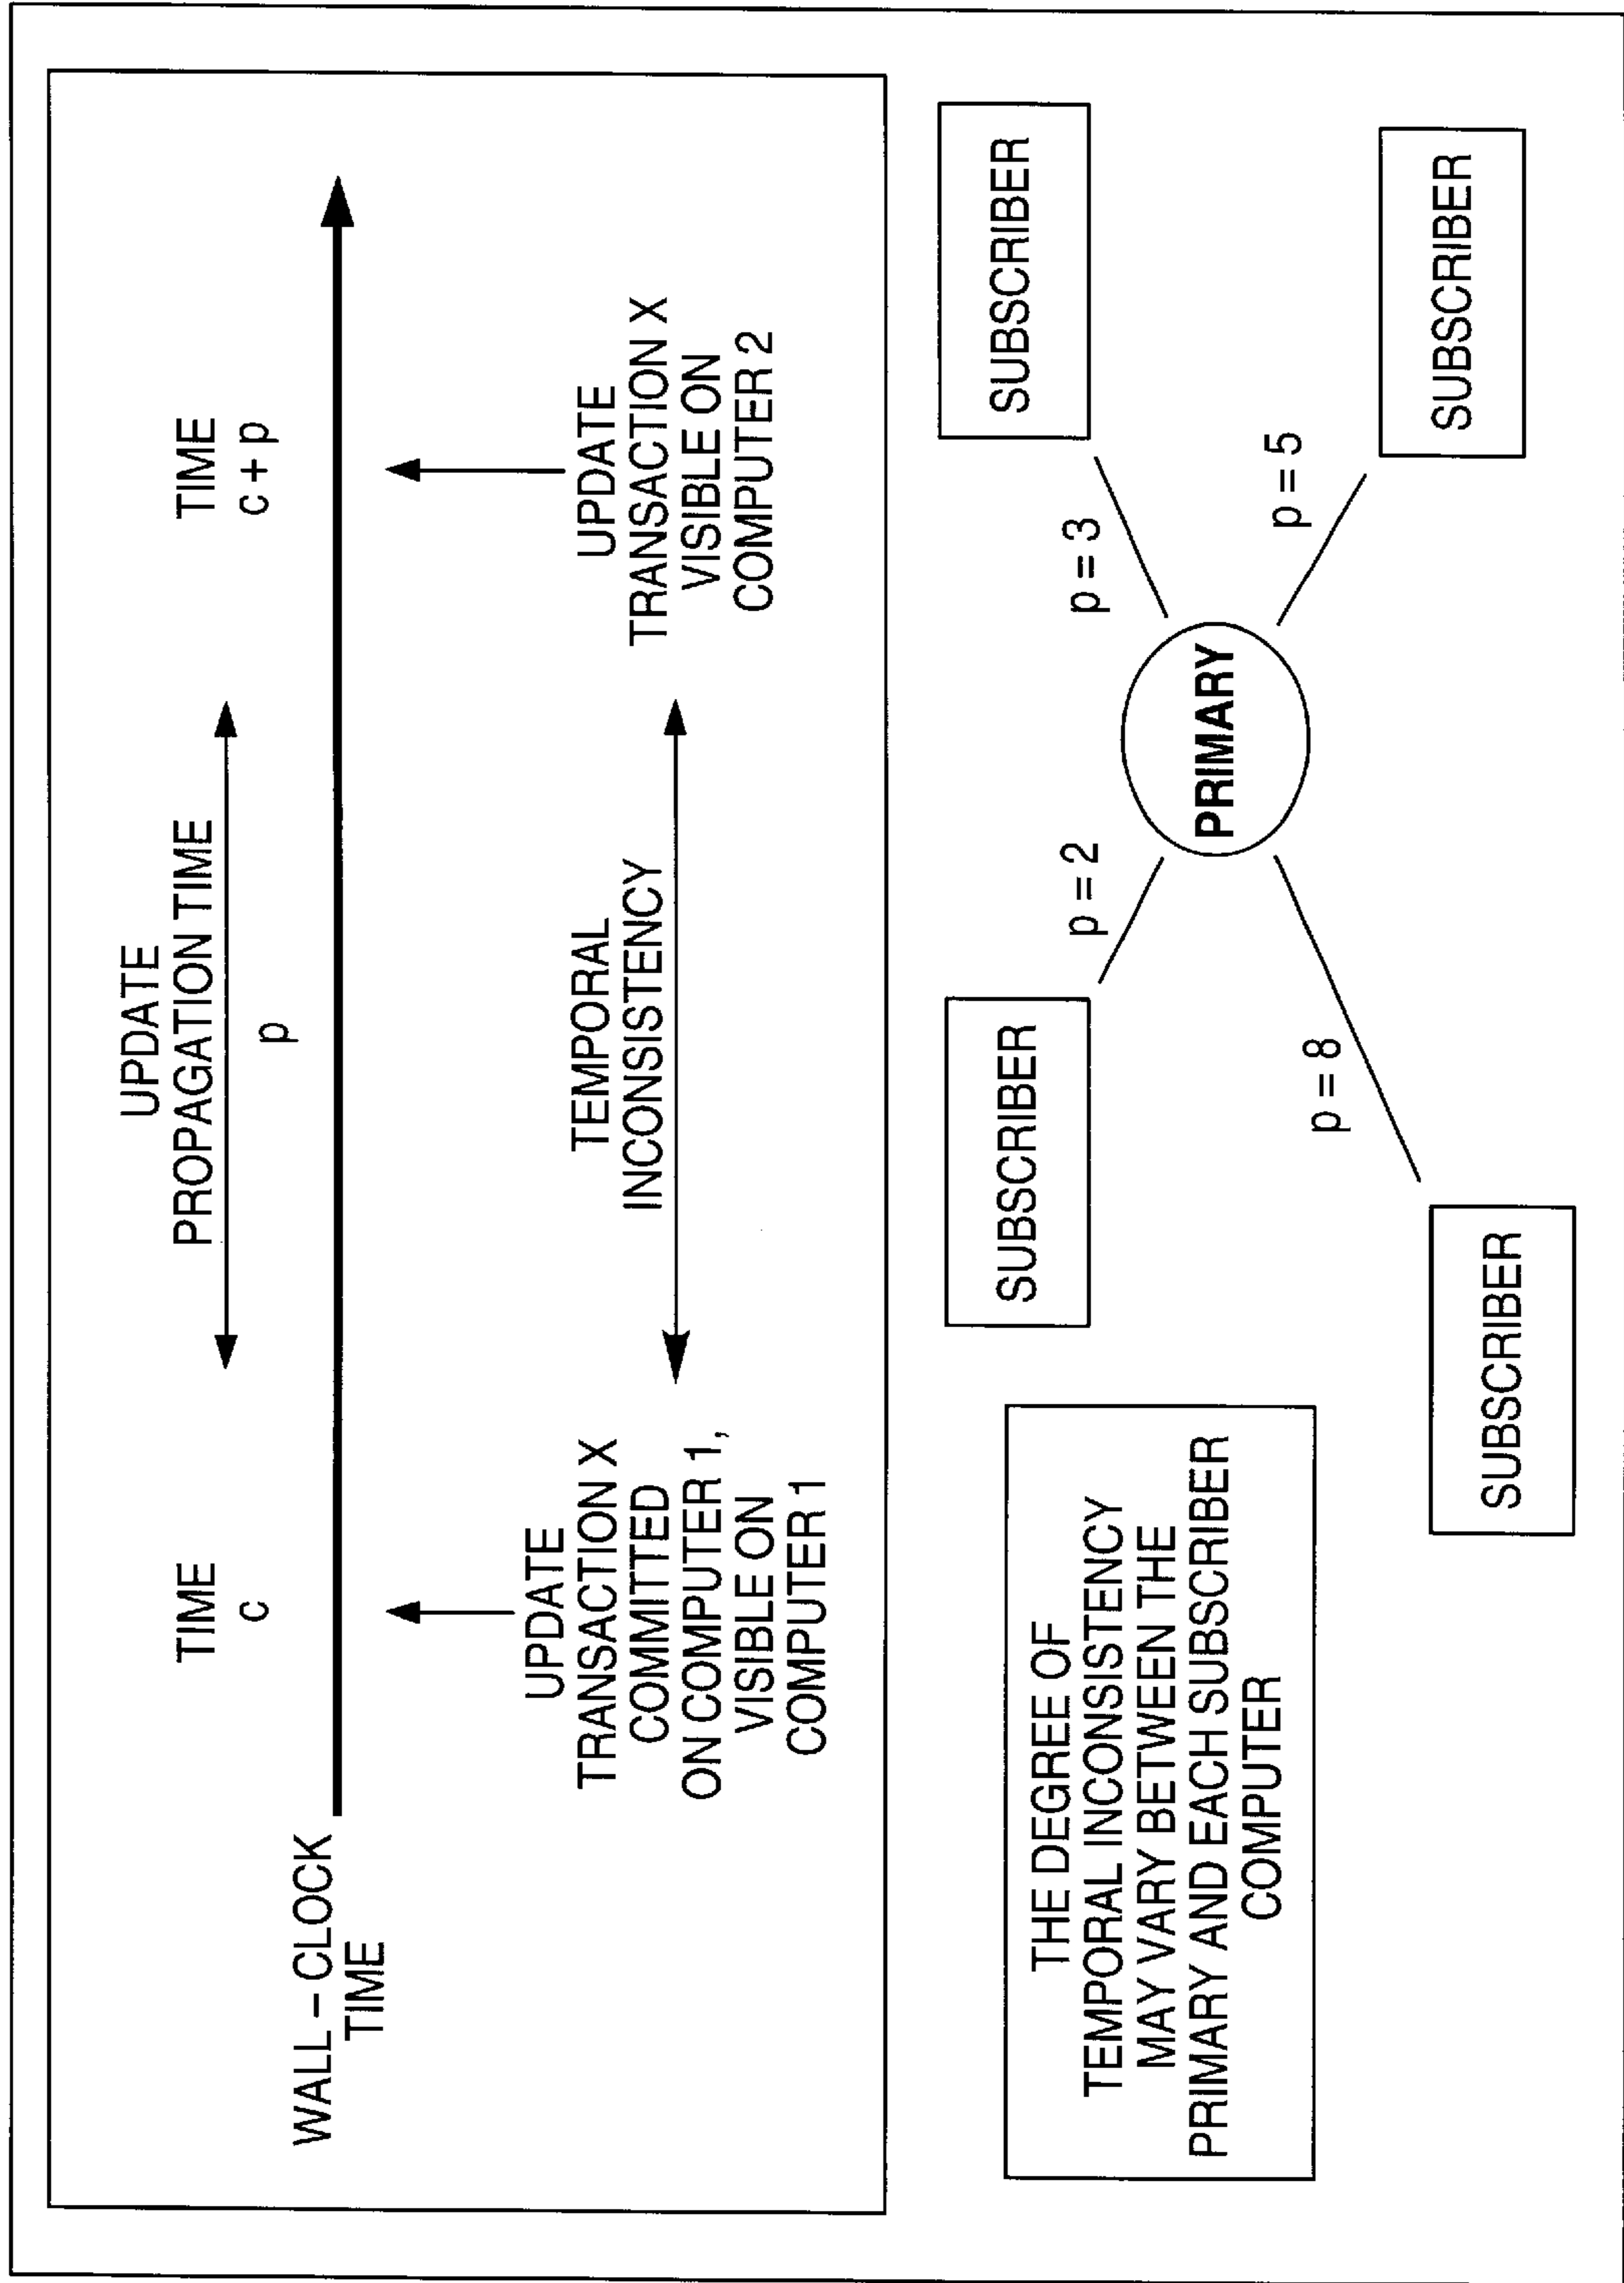 UPDATE
PROPAGATION TIME
TIME
c
p
TIME
c + p
WALL – CLOCK
TIME
TEMPORAL
INCONSISTENCY
UPDATE
TRANSACTION X
COMMITTED
ON COMPUTER 1,
VISIBLE ON
COMPUTER 1
UPDATE
TRANSACTION X
VISIBLE ON
COMPUTER 2
THE DEGREE OF
TEMPORAL INCONSISTENCY
MAY VARY BETWEEN THE
PRIMARY AND EACH SUBSCRIBER
COMPUTER
SUBSCRIBER
SUBSCRIBER
p = 2
p = 3
PRIMARY
p = 8
p = 5
SUBSCRIBER
SUBSCRIBER